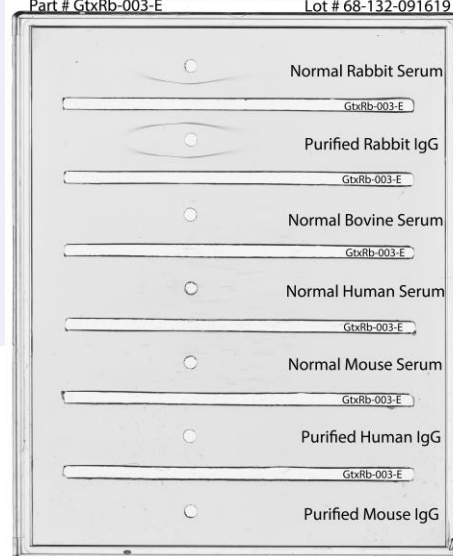 Part # GtxRb-003-E Lot # 68-132-091619
Normal Rabbit Serum
GtxRb-003-E
Purified Rabbit IgG
GtxRb-003-E
Normal Bovine Serum
GtxRb-003-E
Normal Human Serum
GtxRb-003-E
Normal Mouse Serum
GtxRb-003-E
Purified Human IgG
GtxRb-003-E
Purified Mouse IgG